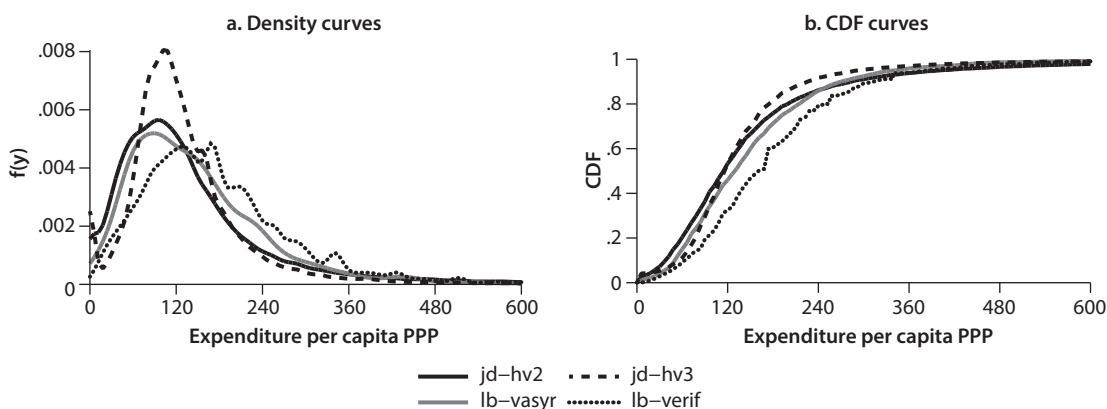 a. Density curves
.008
.006
.004
.002
0
f(y)
0 120 240 360 480 600
Expenditure per capita PPP
b. CDF curves
1
.8
.6
.4
.2
0
CDF
0 120 240 360 480 600
Expenditure per capita PPP
jd–hv2 jd–hv3
lb–vasyr lb–verif